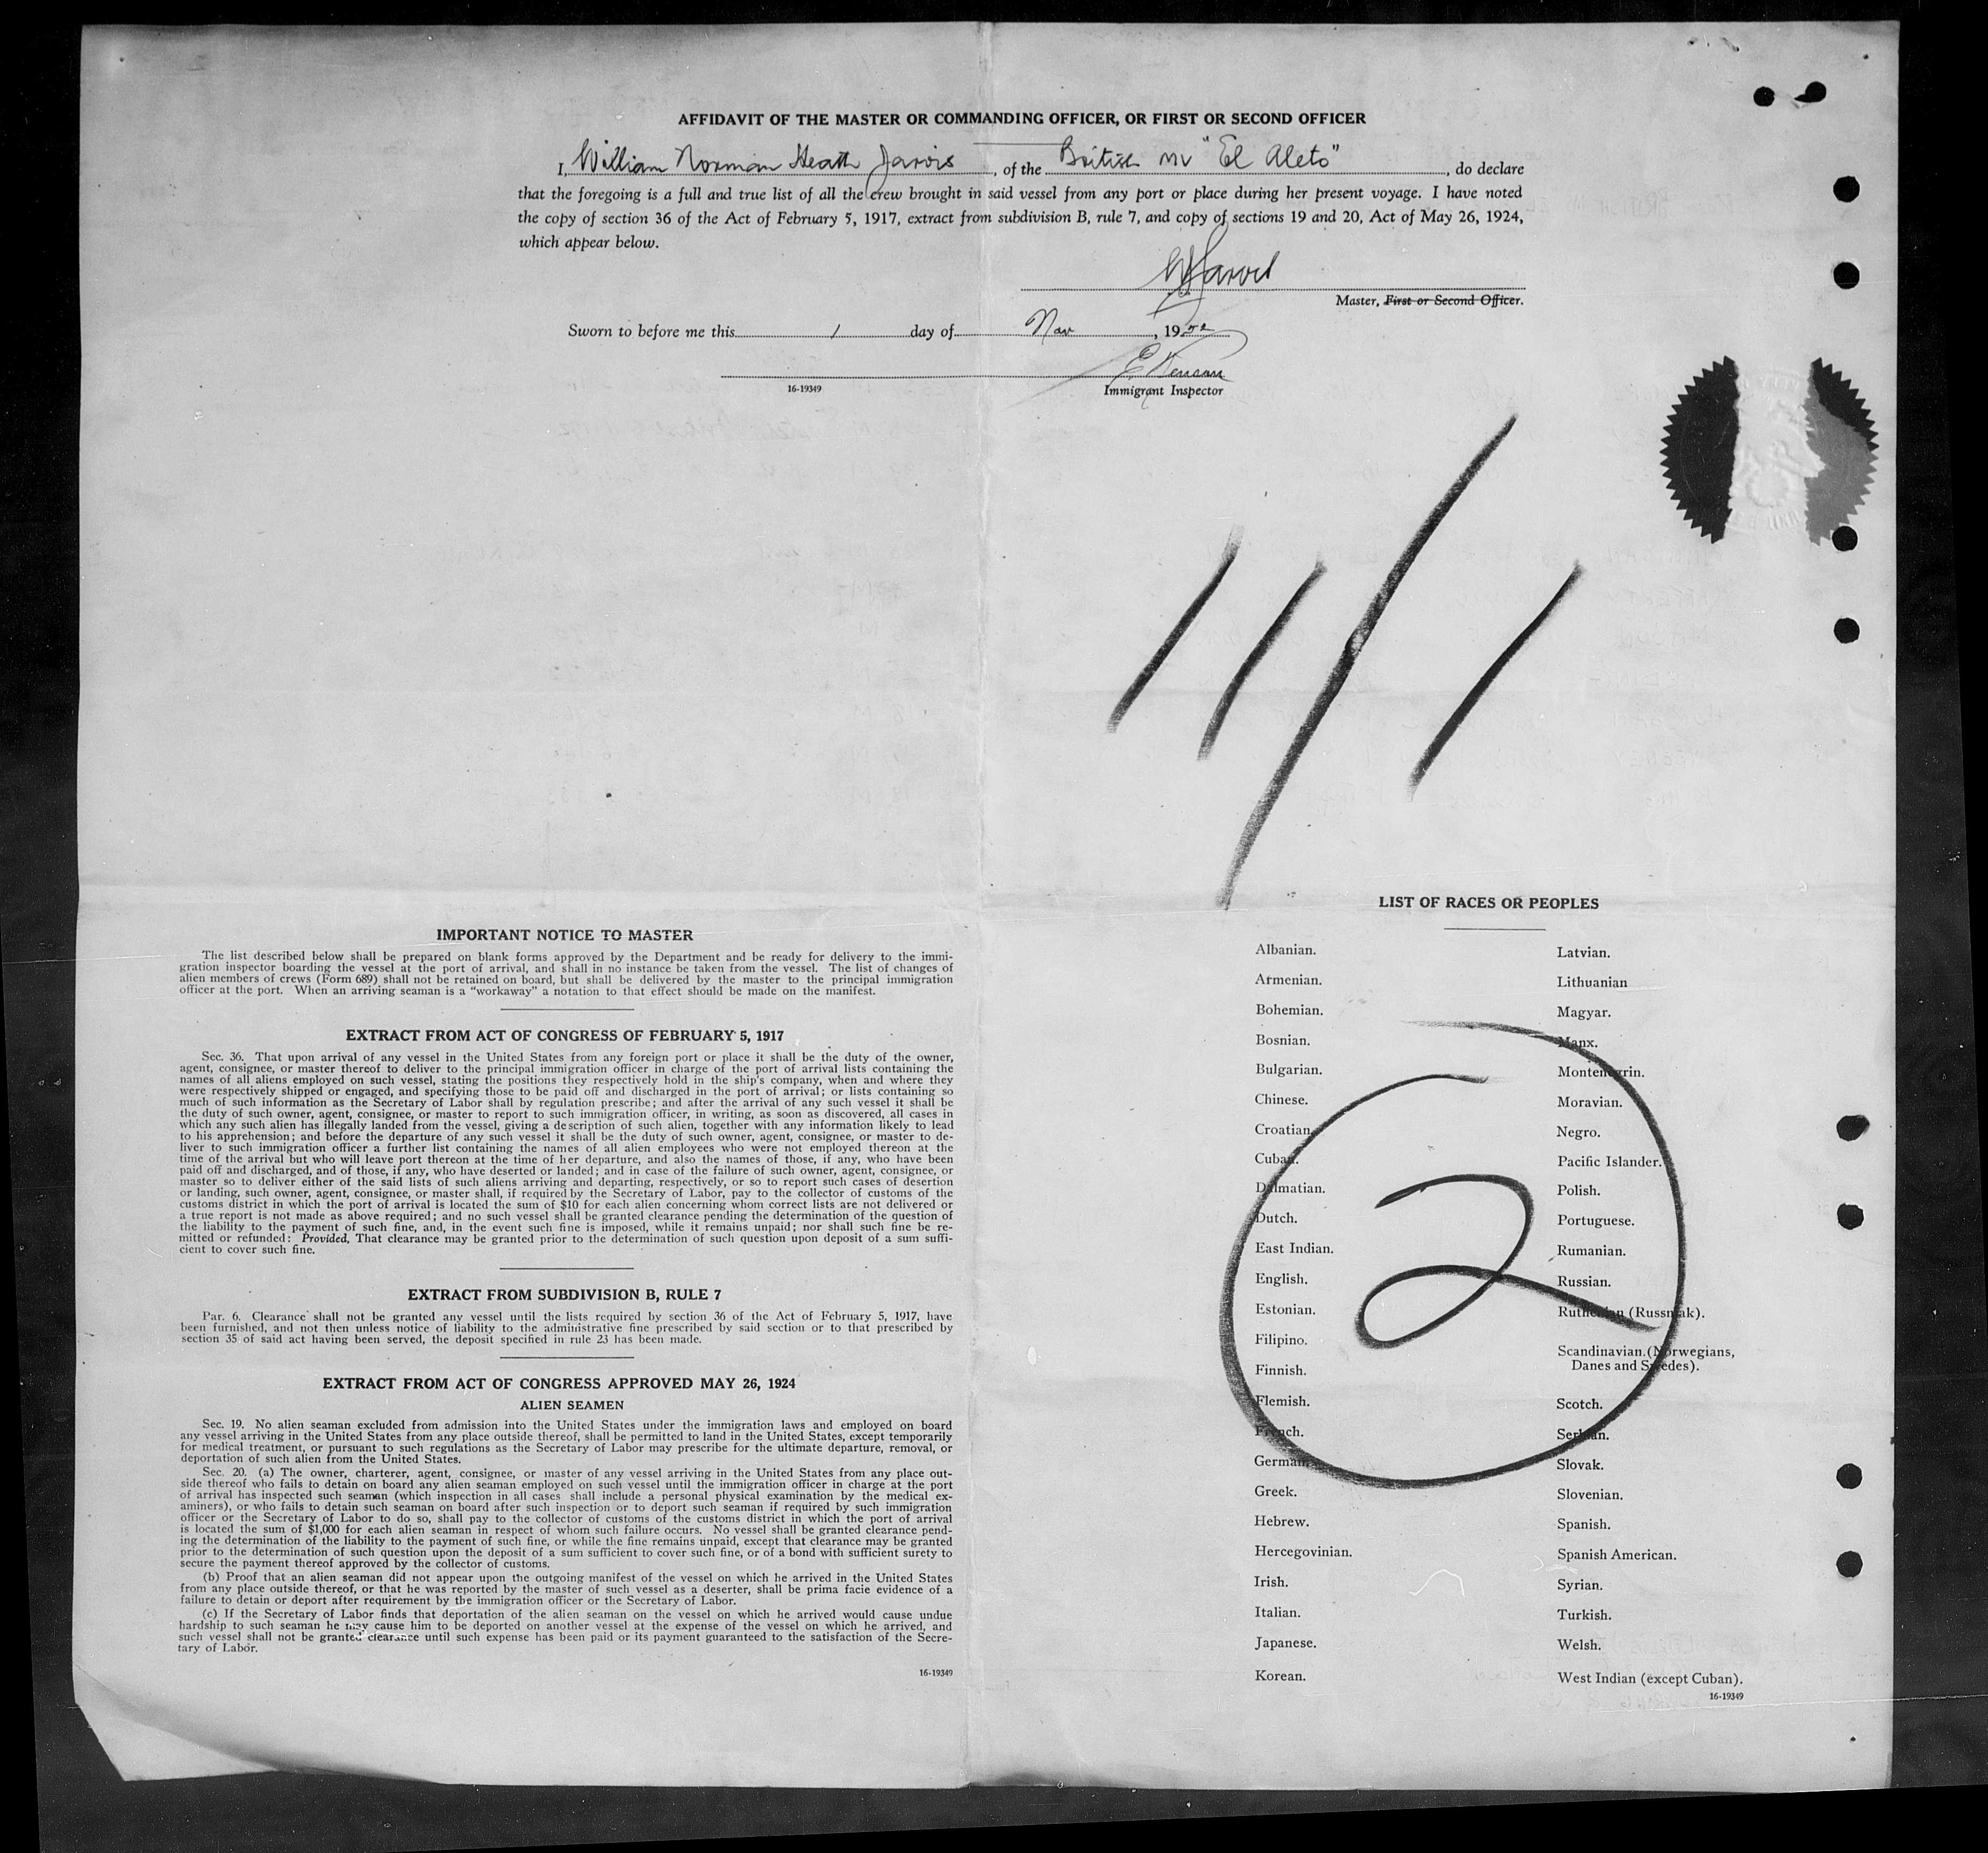 AFFIDAVIT OF THE MASTER OR COMMANDING OFFICER, OR FIRST OR SECOND OFFICER
I, William Norman Heath Jarvis, of the British MV "El Aleto", do declare
that the foregoing is a full and true list of all the crew brought in said vessel from any port or place during her present voyage. I have noted
the copy of section 36 of the Act of February 5, 1917, extract from subdivision B, rule 7, and copy of sections 19 and 20, Act of May 26, 1924,
which appear below.
Master, First or Second Officer.
Sworn to before me this 1 day of Nov, 19
16-19349
Immigrant Inspector
11/1
IMPORTANT NOTICE TO MASTER
The list described below shall be prepared on blank forms approved by the Department and be ready for delivery to the immi-
gration inspector boarding the vessel at the port of arrival, and shall in no instance be taken from the vessel. The list of changes of
alien members of crews (Form 689) shall not be retained on board, but shall be delivered by the master to the principal immigration
officer at the port. When an arriving seaman is a "workaway" a notation to that effect should be made on the manifest.
EXTRACT FROM ACT OF CONGRESS OF FEBRUARY 5, 1917
Sec. 36. That upon arrival of any vessel in the United States from any foreign port or place it shall be the duty of the owner,
agent, consignee, or master thereof to deliver to the principal immigration officer in charge of the port of arrival lists containing the
names of all aliens employed on such vessel, stating the positions they respectively hold in the ship's company, when and where they
were respectively shipped or engaged, and specifying those to be paid off and discharged in the port of arrival; or lists containing so
much of such information as the Secretary of Labor shall by regulation prescribe; and after the arrival of any such vessel it shall be
the duty of such owner, agent, consignee, or master to report to such immigration officer, in writing, as soon as discovered, all cases in
which any such alien has illegally landed from the vessel, giving a description of such alien, together with any information likely to lead
to his apprehension; and before the departure of any such vessel it shall be the duty of such owner, agent, consignee, or master to de-
liver to such immigration officer a further list containing the names of all alien employees who were not employed thereon at the
time of the arrival but who will leave port thereon at the time of her departure, and also the names of those, if any, who have been
paid off and discharged, and of those, if any, who have deserted or landed; and in case of the failure of such owner, agent, consignee, or
master so to deliver either of the said lists of such aliens arriving and departing, respectively, or so to report such cases of desertion
or landing, such owner, agent, consignee, or master shall, if required by the Secretary of Labor, pay to the collector of customs of the
customs district in which the port of arrival is located the sum of $10 for each alien concerning whom correct lists are not delivered or
a true report is not made as above required; and no such vessel shall be granted clearance pending the determination of the question of
the liability to the payment of such fine, and, in the event such fine is imposed, while it remains unpaid; nor shall such fine be re-
mitted or refunded: Provided, That clearance may be granted prior to the determination of such question upon deposit of a sum suffi-
cient to cover such fine.
EXTRACT FROM SUBDIVISION B, RULE 7
Par. 6. Clearance shall not be granted any vessel until the lists required by section 36 of the Act of February 5, 1917, have
been furnished, and not then unless notice of liability to the administrative fine prescribed by said section or to that prescribed by
section 35 of said act having been served, the deposit specified in rule 23 has been made.
EXTRACT FROM ACT OF CONGRESS APPROVED MAY 26, 1924
ALIEN SEAMEN
Sec. 19. No alien seaman excluded from admission into the United States under the immigration laws and employed on board
any vessel arriving in the United States from any place outside thereof, shall be permitted to land in the United States, except temporarily
for medical treatment, or pursuant to such regulations as the Secretary of Labor may prescribe for the ultimate departure, removal, or
deportation of such alien from the United States.
Sec. 20. (a) The owner, charterer, agent, consignee, or master of any vessel arriving in the United States from any place out-
side thereof who fails to detain on board any alien seaman employed on such vessel until the immigration officer in charge at the port
of arrival has inspected such seaman (which inspection in all cases shall include a personal physical examination by the medical ex-
aminers), or who fails to detain such seaman on board after such inspection or to deport such seaman if required by such immigration
officer or the Secretary of Labor to do so, shall pay to the collector of customs of the customs district in which the port of arrival
is located the sum of $1,000 for each alien seaman in respect of whom such failure occurs. No vessel shall be granted clearance pend-
ing the determination of the liability to the payment of such fine, or while the fine remains unpaid, except that clearance may be granted
prior to the determination of such question upon the deposit of a sum sufficient to cover such fine, or of a bond with sufficient surety to
secure the payment thereof approved by the collector of customs.
(b) Proof that an alien seaman did not appear upon the outgoing manifest of the vessel on which he arrived in the United States
from any place outside thereof, or that he was reported by the master of such vessel as a deserter, shall be prima facie evidence of a
failure to detain or deport after requirement by the immigration officer or the Secretary of Labor.
(c) If the Secretary of Labor finds that deportation of the alien seaman on the vessel on which he arrived would cause undue
hardship to such seaman he may cause him to be deported on another vessel at the expense of the vessel on which he arrived, and
such vessel shall not be granted clearance until such expense has been paid or its payment guaranteed to the satisfaction of the Secre-
tary of Labor.
16-19349
LIST OF RACES OR PEOPLES
Albanian.
Armenian.
Bohemian.
Bosnian.
Bulgarian.
Chinese.
Croatian.
Cuban.
Dalmatian.
Dutch.
East Indian.
English.
Estonian.
Filipino.
Finnish.
Flemish.
French.
German.
Greek.
Hebrew.
Hercegovinian.
Irish.
Italian.
Japanese.
Korean.
Latvian.
Lithuanian
Magyar.
Manx.
Montenegrin.
Moravian.
Negro.
Pacific Islander.
Polish.
Portuguese.
Rumanian.
Russian.
Ruthenian (Russniak).
Scandinavian (Norwegians,
Danes and Swedes).
Scotch.
Serbian.
Slovak.
Slovenian.
Spanish.
Spanish American.
Syrian.
Turkish.
Welsh.
West Indian (except Cuban).
16-19349
2